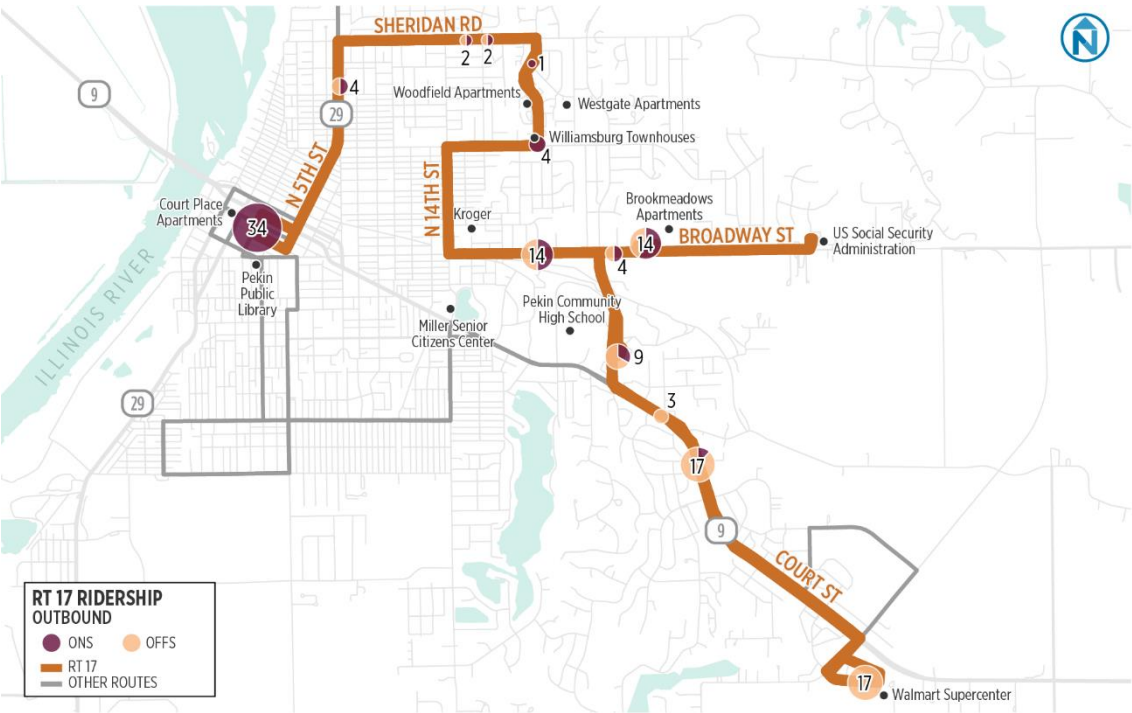 SHERIDAN RD
N
2
2
1
9
4
Woodfield Apartments
Westgate Apartments
29
Williamsburg Townhouses
4
N 5TH ST
N 14TH ST
Court Place
Apartments
34
Kroger
Brookmeadows
Apartments
14
14
BROADWAY ST
4
US Social Security
Administration
Pekin
Public
Library
Pekin Community
High School
Miller Senior
Citizens Center
ILLINOIS RIVER
9
29
3
17
9
COURT ST
17
Walmart Supercenter
RT 17 RIDERSHIP
OUTBOUND
ONS
OFFS
RT 17
OTHER ROUTES